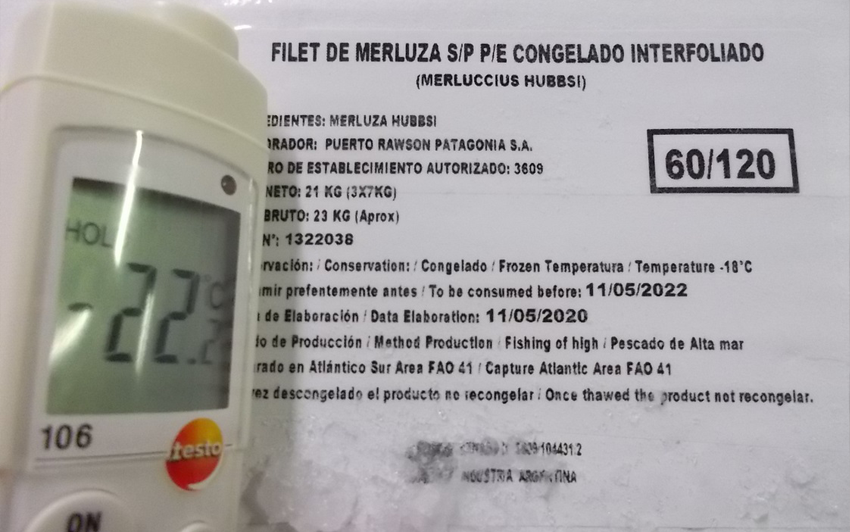 FILET DE MERLUZA S/P P/E CONGELADO INTERFOLIADO
(MERLUCCIUS HUBBSI)
EDIENTES: MERLUZA HUBBSI
ORADOR: PUERTO RAWSON PATAGONIA S.A.
RO DE ESTABLECIMIENTO AUTORIZADO: 3609
60/120
NETO: 21 KG (3X7KG)
BRUTO: 23 KG (Aprox)
N°: 1322038
rvación: / Conservation: / Congelado / Frozen Temperatura / Temperature -18°C
mir prefentemente antes / To be consumed before: 11/05/2022
de Elaboración / Data Elaboration: 11/05/2020
do de Producción / Method Production / Fishing of high / Pescado de Alta mar
rado en Atlántico Sur Area FAO 41 / Capture Atlantic Area FAO 41
ez descongelado el producto no recongelar / Once thawed the product not recongelar.
INDUSTRIA ARGENTINA
HOL
-22. °C
106
testo
ON